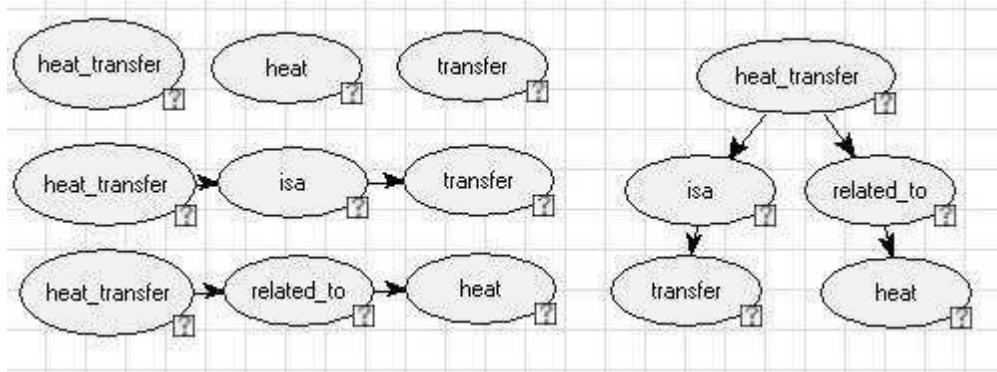 heat_transfer heat transfer
?
?
?
heat_transfer isa transfer
?
?
?
heat_transfer related_to heat
?
?
?
heat_transfer
?
isa related_to
?
?
transfer heat
?
?